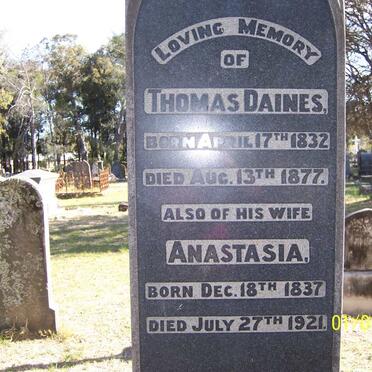 LOVING MEMORY
OF
THOMAS DAINES,
BORN APRIL 17TH 1832
DIED AUG. 13TH 1877.
ALSO OF HIS WIFE
ANASTASIA,
BORN DEC. 18TH 1837
DIED JULY 27TH 1921.